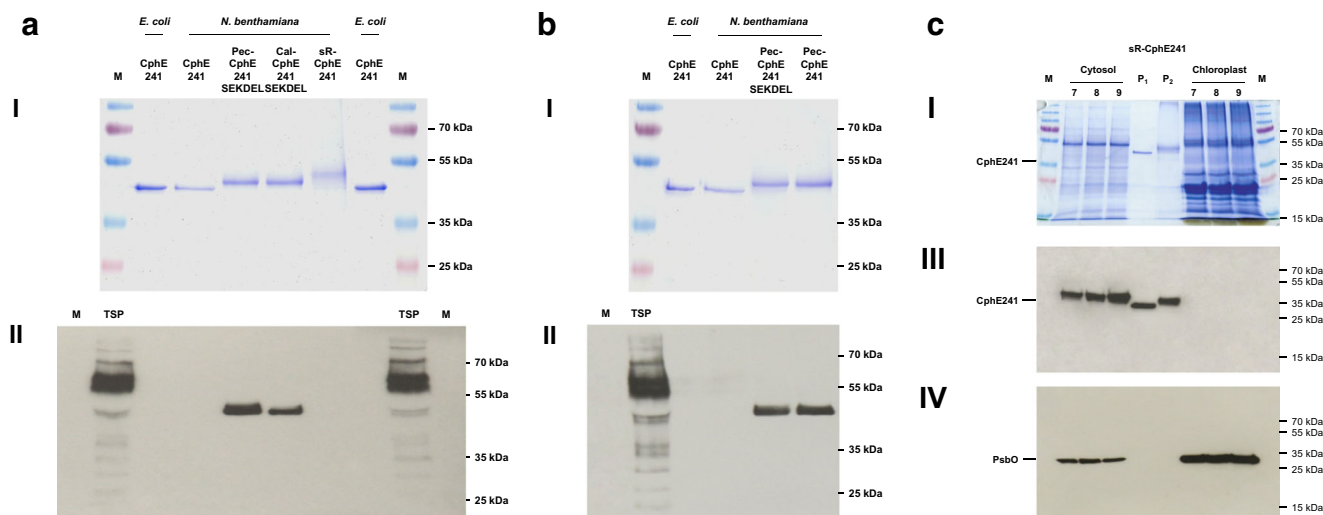 a
E. coli
N. benthamiana
E. coli
M
CphE
241
CphE
241
Pec-
CphE
241
SEKDEL
Cal-
CphE
241
SEKDEL
sR-
CphE
241
CphE
241
M
I
70 kDa
55 kDa
35 kDa
25 kDa
M
TSP
TSP
M
II
70 kDa
55 kDa
35 kDa
25 kDa
b
E. coli
N. benthamiana
M
CphE
241
CphE
241
Pec-
CphE
241
SEKDEL
Pec-
CphE
241
I
70 kDa
55 kDa
35 kDa
25 kDa
M
TSP
II
70 kDa
55 kDa
35 kDa
25 kDa
c
sR-CphE241
M
Cytosol
P1
P2
Chloroplast
M
7 8 9
7 8 9
I
CphE241
70 kDa
55 kDa
35 kDa
25 kDa
15 kDa
III
CphE241
70 kDa
55 kDa
35 kDa
25 kDa
15 kDa
IV
PsbO
70 kDa
55 kDa
35 kDa
25 kDa
15 kDa